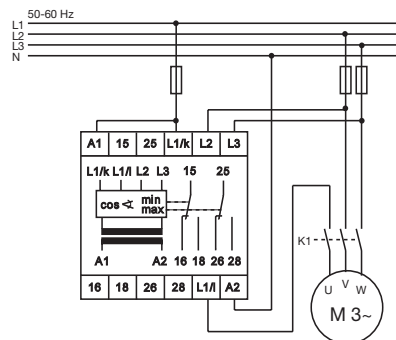 50-60 Hz
L1
L2
L3
N
A1 15 25 L1/k L2 L3
L1/k L1/l L2 L3 15 25
cos ∢ min
max
A1 A2 16 18 26 28
16 18 26 28 L1/l A2
K1
U V W
M 3~